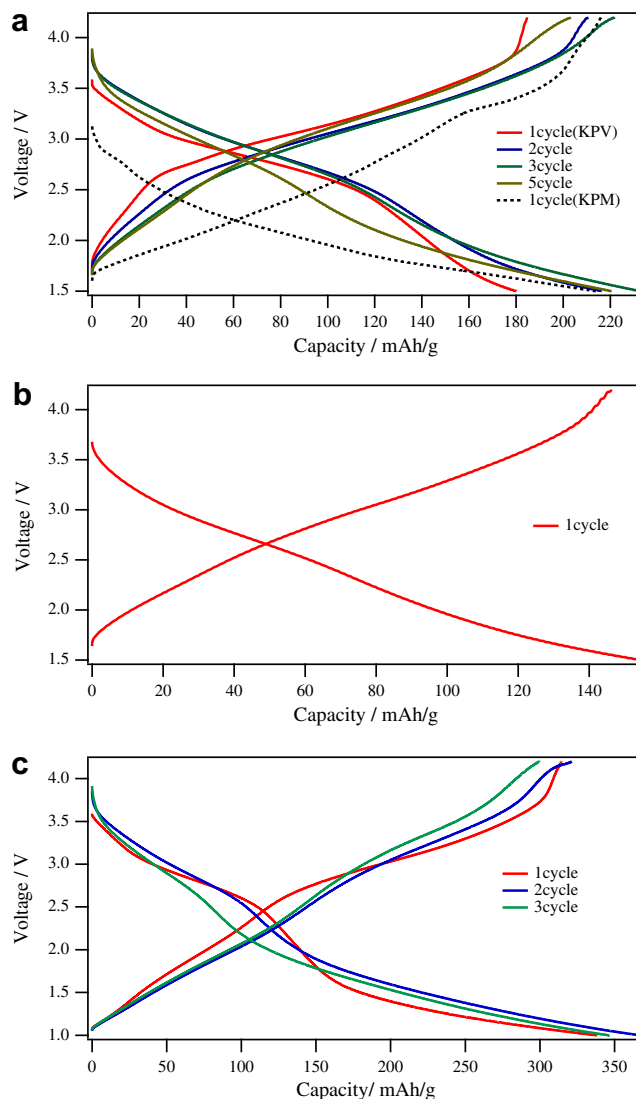 a
4.0
3.5
3.0
2.5
2.0
1.5
Voltage / V
1cycle(KPV)
2cycle
3cycle
5cycle
1cycle(KPM)
0 20 40 60 80 100 120 140 160 180 200 220
Capacity / mAh/g
b
4.0
3.5
3.0
2.5
2.0
1.5
Voltage / V
1cycle
0 20 40 60 80 100 120 140
Capacity / mAh/g
c
4.0
3.5
3.0
2.5
2.0
1.5
1.0
Voltage / V
1cycle
2cycle
3cycle
0 50 100 150 200 250 300 350
Capacity/ mAh/g